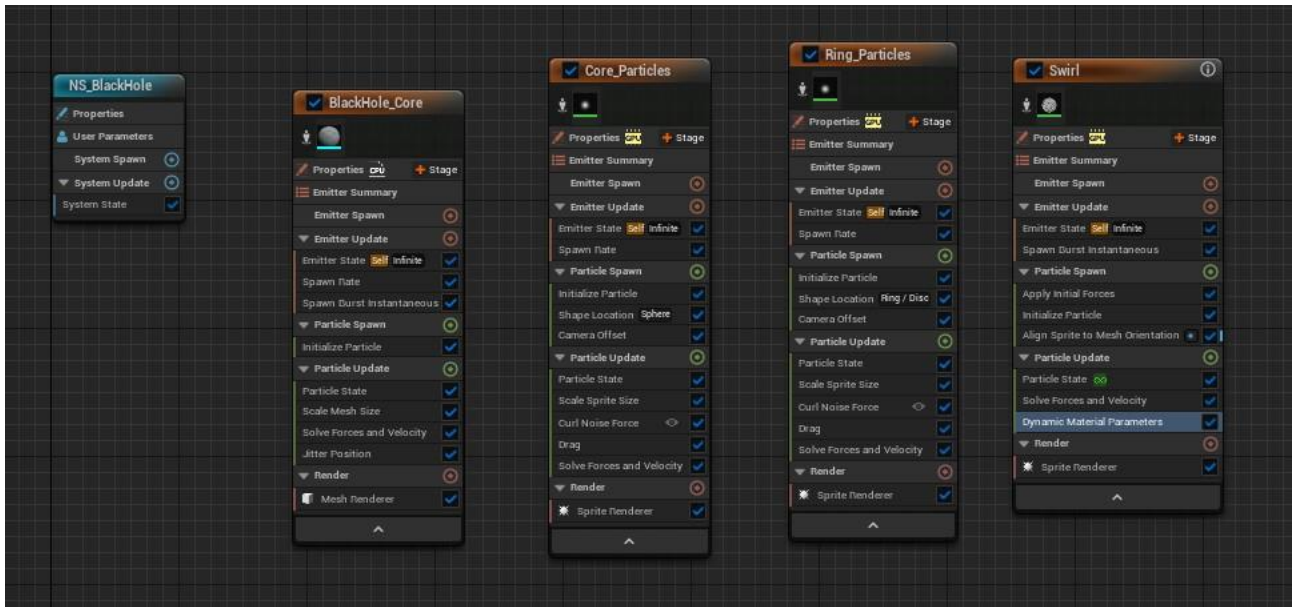 NS_BlackHole
Properties
User Parameters
System Spawn
System Update
System State
BlackHole_Core
Properties CPU + Stage
Emitter Summary
Emitter Spawn
Emitter Update
Emitter State Self Infinite
Spawn Rate
Spawn Burst Instantaneous
Particle Spawn
Initialize Particle
Particle Update
Particle State
Scale Mesh Size
Solve Forces and Velocity
Jitter Position
Render
Mesh Renderer
Core_Particles
Properties GPU + Stage
Emitter Summary
Emitter Spawn
Emitter Update
Emitter State Self Infinite
Spawn Rate
Particle Spawn
Initialize Particle
Shape Location Sphere
Camera Offset
Particle Update
Particle State
Scale Sprite Size
Curl Noise Force
Drag
Solve Forces and Velocity
Render
Sprite Renderer
Ring_Particles
Properties GPU + Stage
Emitter Summary
Emitter Spawn
Emitter Update
Emitter State Self Infinite
Spawn Rate
Particle Spawn
Initialize Particle
Shape Location Ring / Disc
Camera Offset
Particle Update
Particle State
Scale Sprite Size
Curl Noise Force
Drag
Solve Forces and Velocity
Render
Sprite Renderer
Swirl
Properties GPU + Stage
Emitter Summary
Emitter Spawn
Emitter Update
Emitter State Self Infinite
Spawn Burst Instantaneous
Particle Spawn
Apply Initial Forces
Initialize Particle
Align Sprite to Mesh Orientation
Particle Update
Particle State
Solve Forces and Velocity
Dynamic Material Parameters
Render
Sprite Renderer